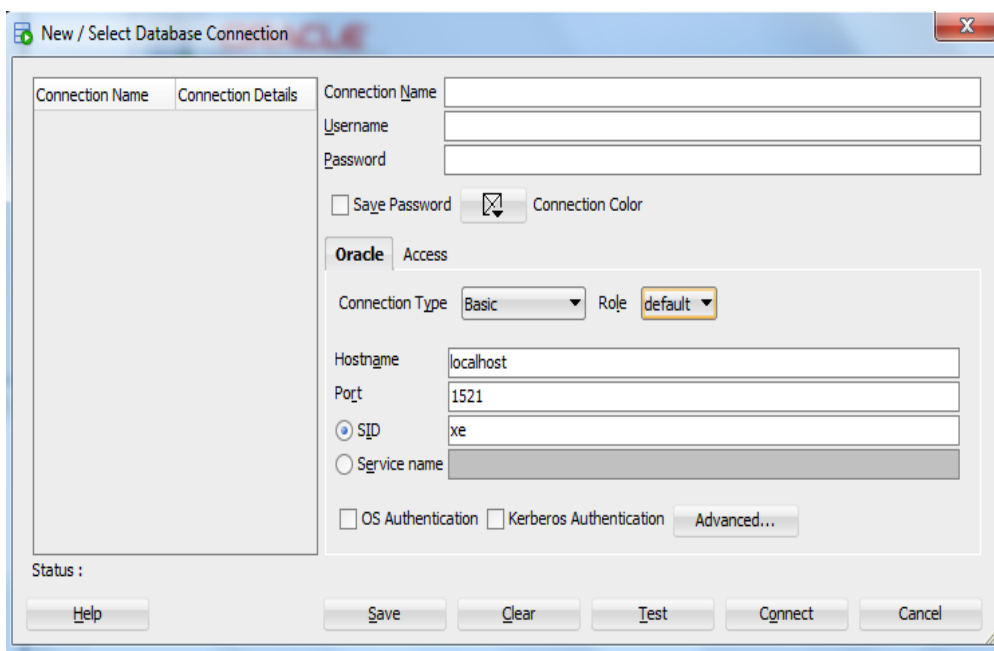 New / Select Database Connection
ORACLE
Connection Name Connection Details
Connection Name
Username
Password
Save Password Connection Color
Oracle Access
Connection Type Basic Role default
Hostname localhost
Port 1521
SID xe
Service name
OS Authentication Kerberos Authentication Advanced...
Status :
Help Save Clear Test Connect Cancel